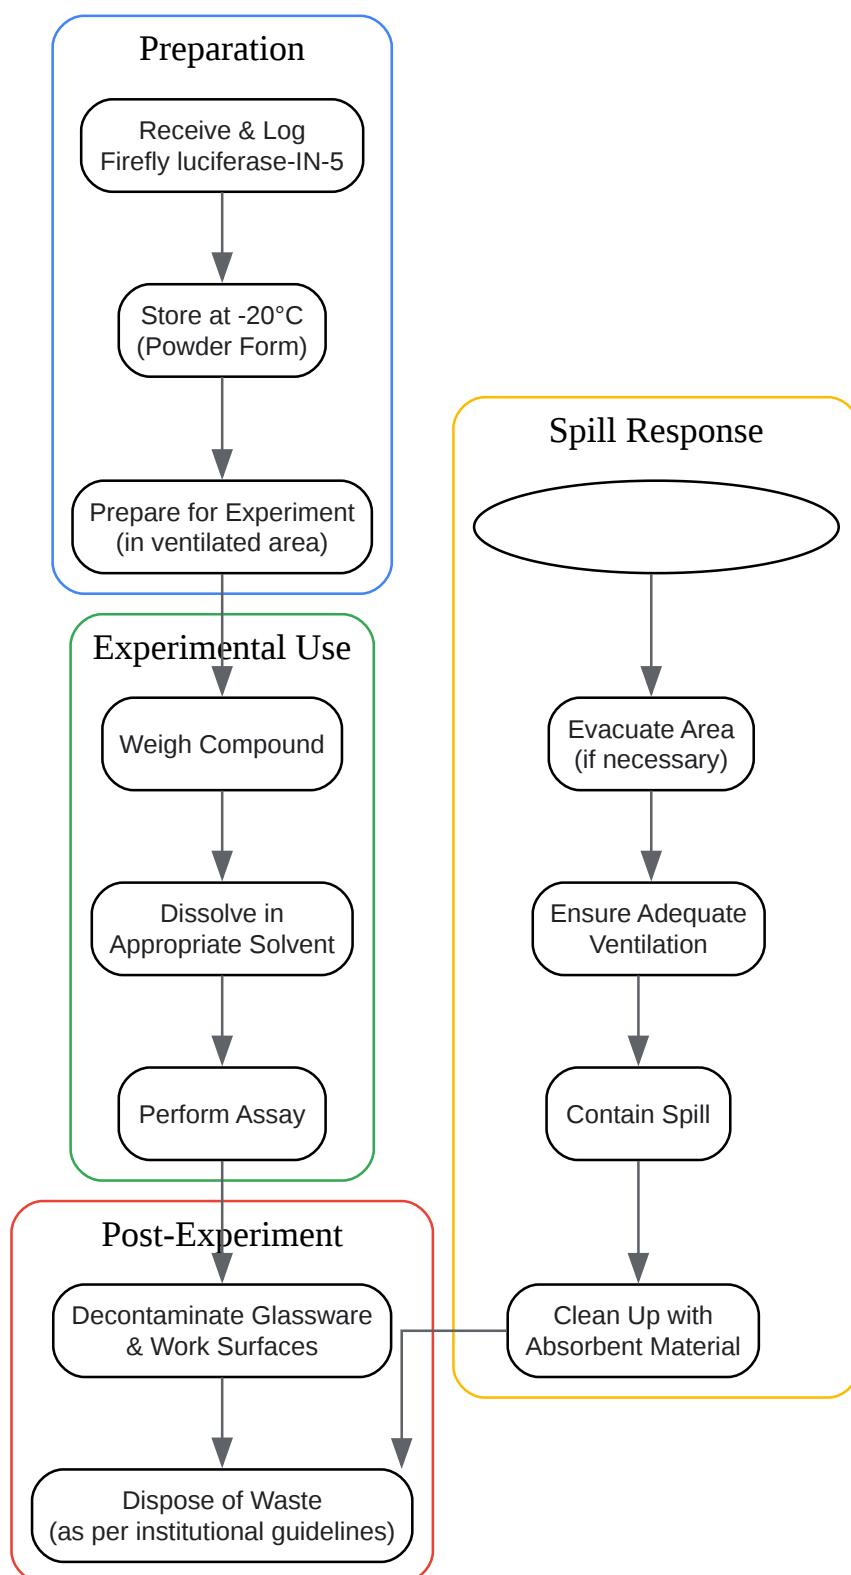 Preparation
Receive & Log
Firefly luciferase-IN-5
Store at -20°C
(Powder Form)
Prepare for Experiment
(in ventilated area)
Experimental Use
Weigh Compound
Dissolve in
Appropriate Solvent
Perform Assay
Post-Experiment
Decontaminate Glassware
& Work Surfaces
Dispose of Waste
(as per institutional guidelines)
Spill Response
Evacuate Area
(if necessary)
Ensure Adequate
Ventilation
Contain Spill
Clean Up with
Absorbent Material